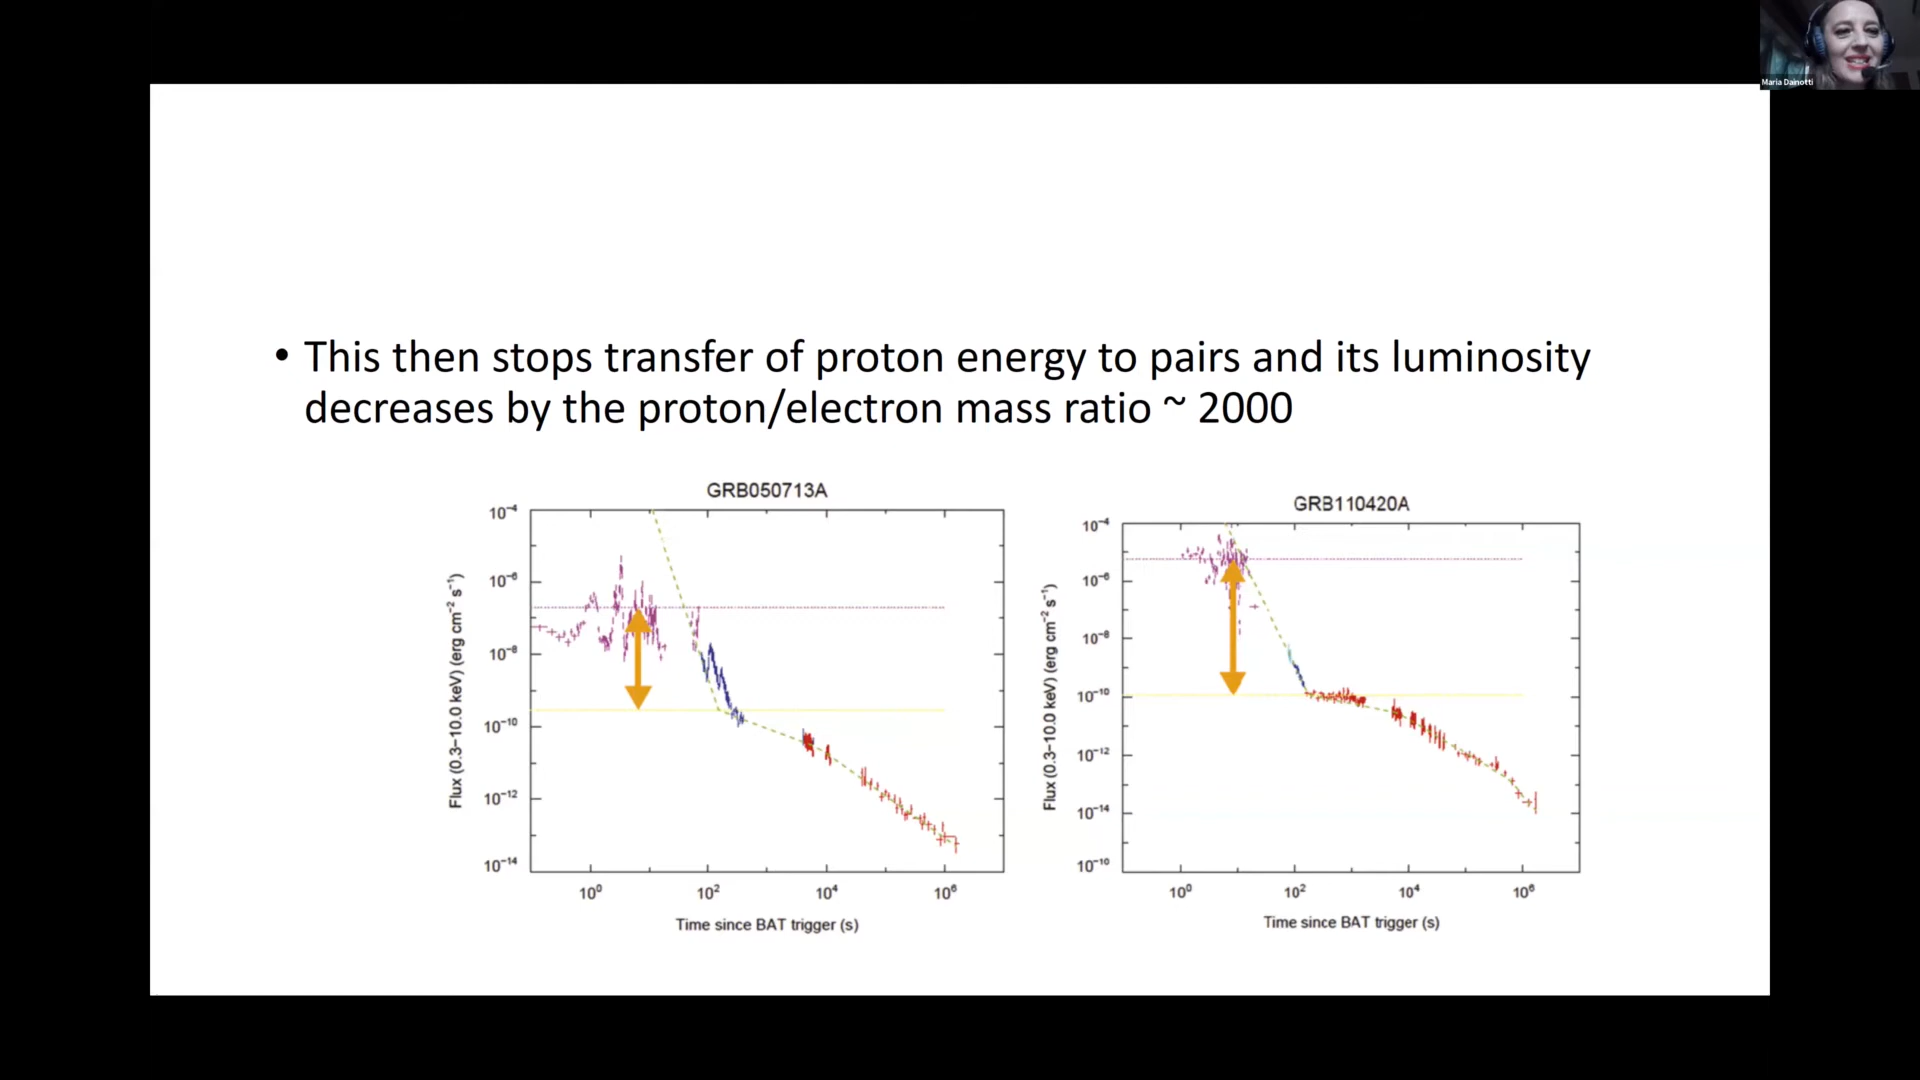 Maria Dainotti
• This then stops transfer of proton energy to pairs and its luminosity
decreases by the proton/electron mass ratio ~ 2000
GRB050713A
10⁻⁴
10⁻⁶
10⁻⁸
10⁻¹⁰
10⁻¹²
10⁻¹⁴
Flux (0.3−10.0 keV) (erg cm⁻² s⁻¹)
10⁰ 10² 10⁴ 10⁶
Time since BAT trigger (s)
GRB110420A
10⁻⁴
10⁻⁶
10⁻⁸
10⁻¹⁰
10⁻¹²
10⁻¹⁴
10⁻¹⁰
Flux (0.3−10.0 keV) (erg cm⁻² s⁻¹)
10⁰ 10² 10⁴ 10⁶
Time since BAT trigger (s)